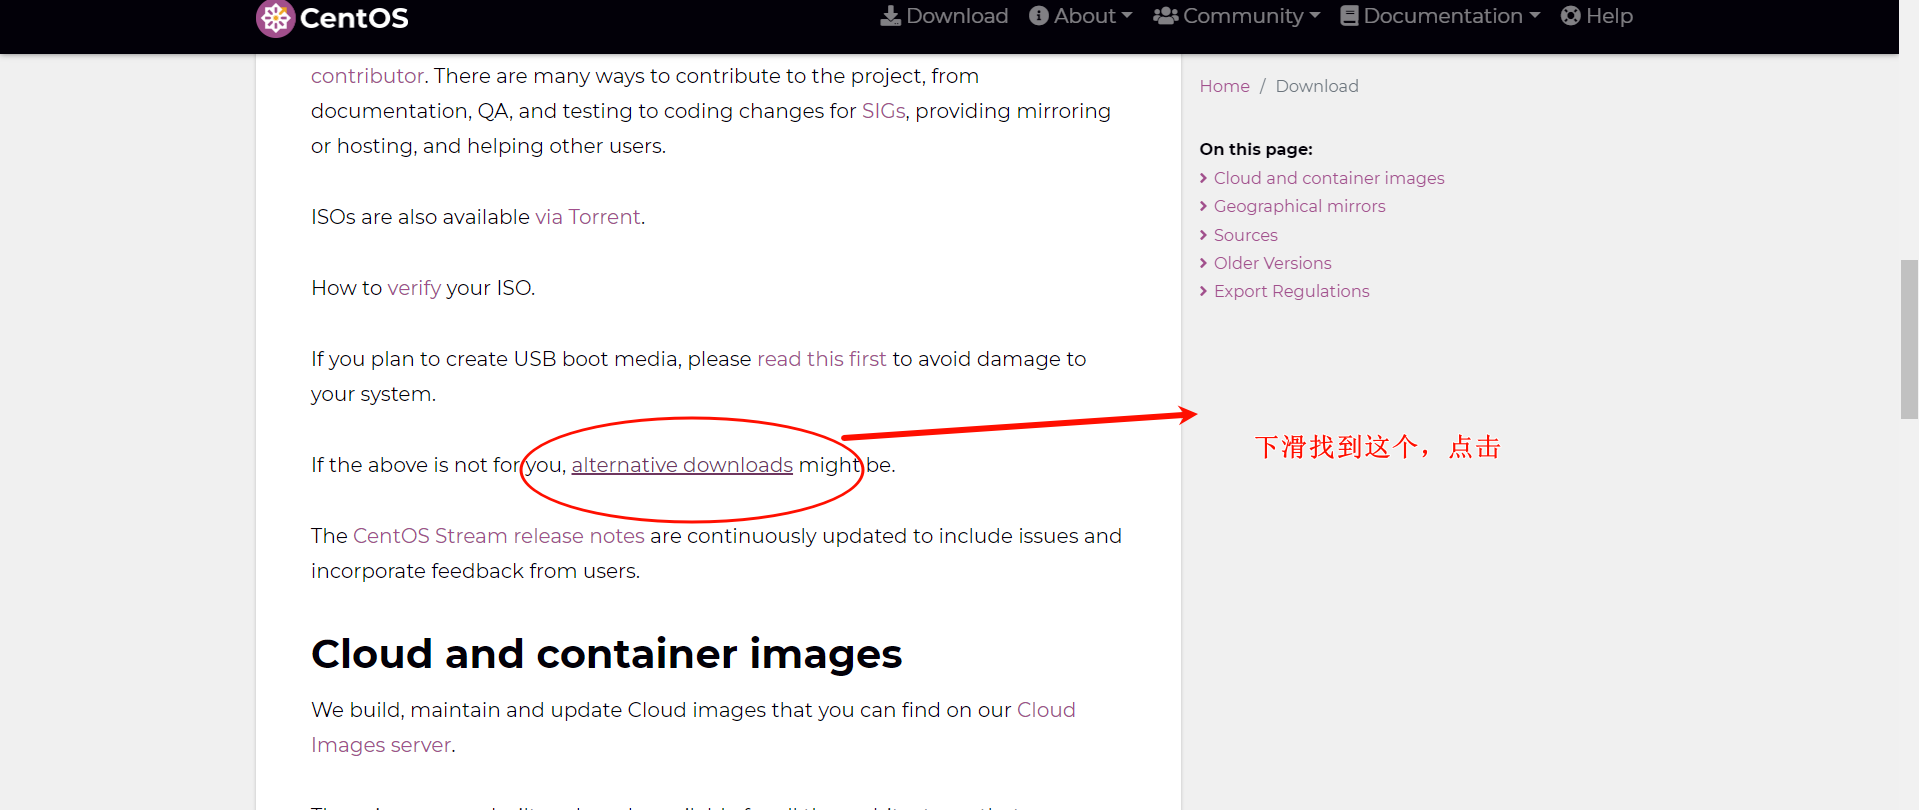 CentOS
Download About Community Documentation Help
contributor. There are many ways to contribute to the project, from
documentation, QA, and testing to coding changes for SIGs, providing mirroring
or hosting, and helping other users.
ISOs are also available via Torrent.
How to verify your ISO.
If you plan to create USB boot media, please read this first to avoid damage to
your system.
If the above is not for you, alternative downloads might be.
The CentOS Stream release notes are continuously updated to include issues and
incorporate feedback from users.
Cloud and container images
We build, maintain and update Cloud images that you can find on our Cloud
Images server.
Home / Download
On this page:
Cloud and container images
Geographical mirrors
Sources
Older Versions
Export Regulations
下滑找到这个，点击